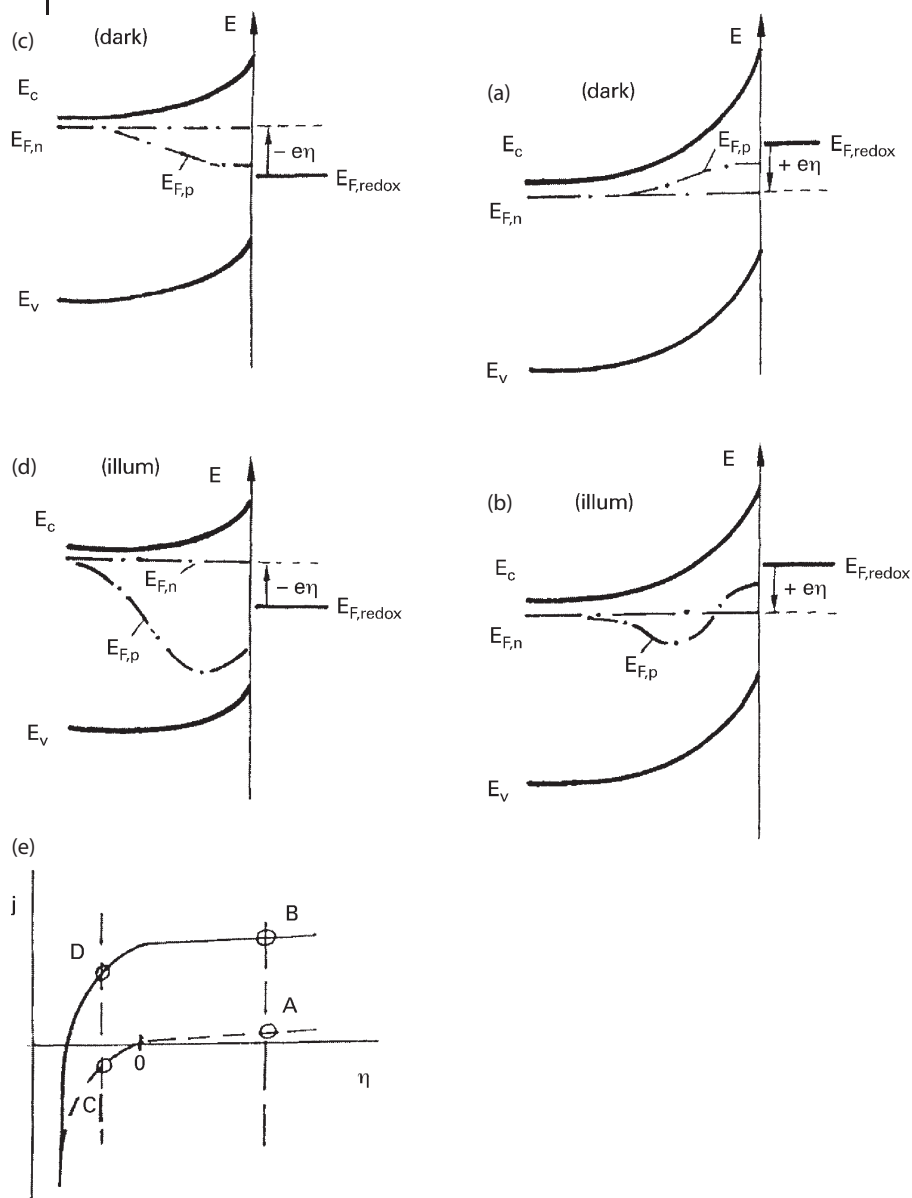 (c) (dark) E
E_c
E_F,n
E_F,p
− eη
E_F,redox
E_v
E
(a) (dark)
E_c
E_F,p
E_F,redox
+ eη
E_F,n
E_v
(d) (illum) E
E_c
E_F,n
− eη
E_F,redox
E_F,p
E_v
E
(b) (illum)
E_c
E_F,redox
+ eη
E_F,n
E_F,p
E_v
(e)
j
D
B
A
0
η
C